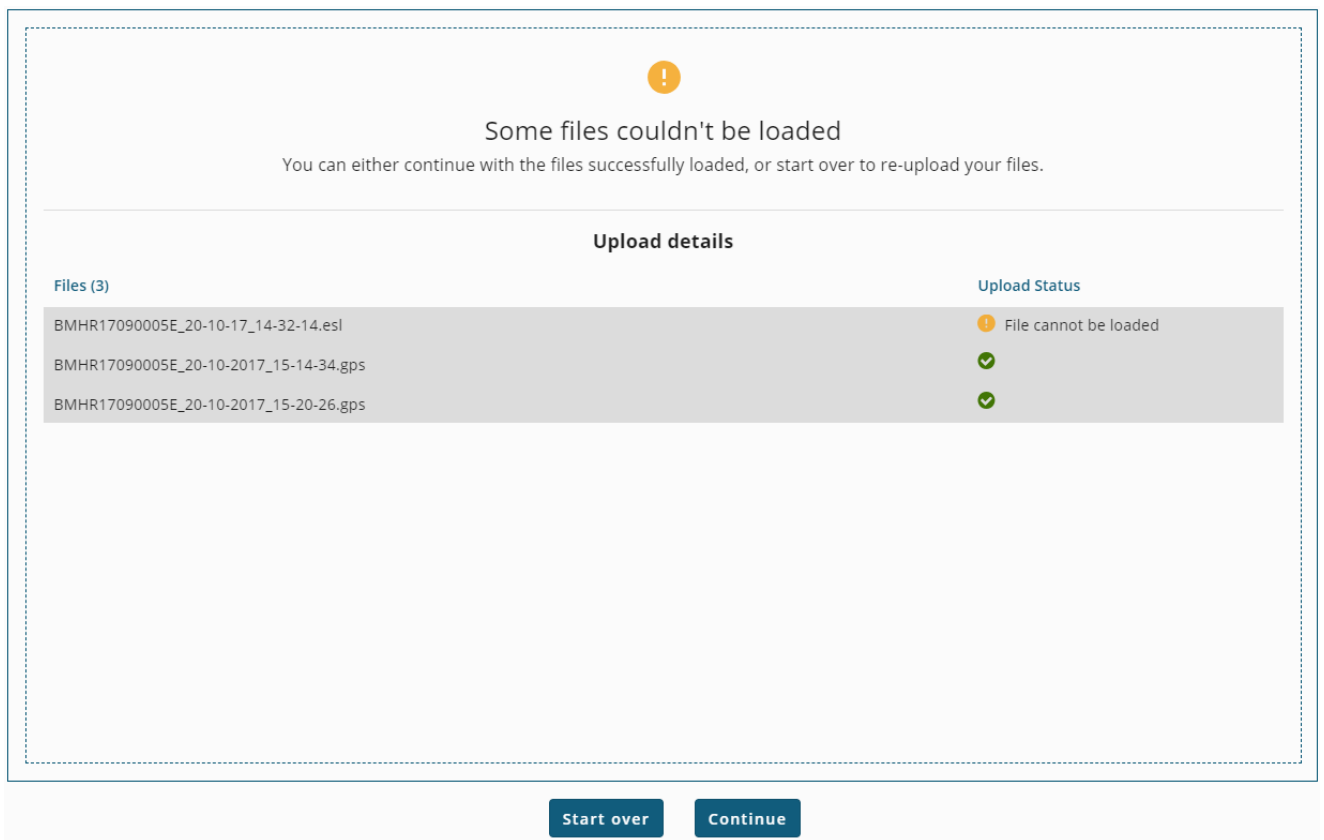 Some files couldn't be loaded
You can either continue with the files successfully loaded, or start over to re-upload your files.
Upload details
Files (3) Upload Status
BMHR17090005E_20-10-17_14-32-14.esl File cannot be loaded
BMHR17090005E_20-10-2017_15-14-34.gps
BMHR17090005E_20-10-2017_15-20-26.gps
Start over Continue